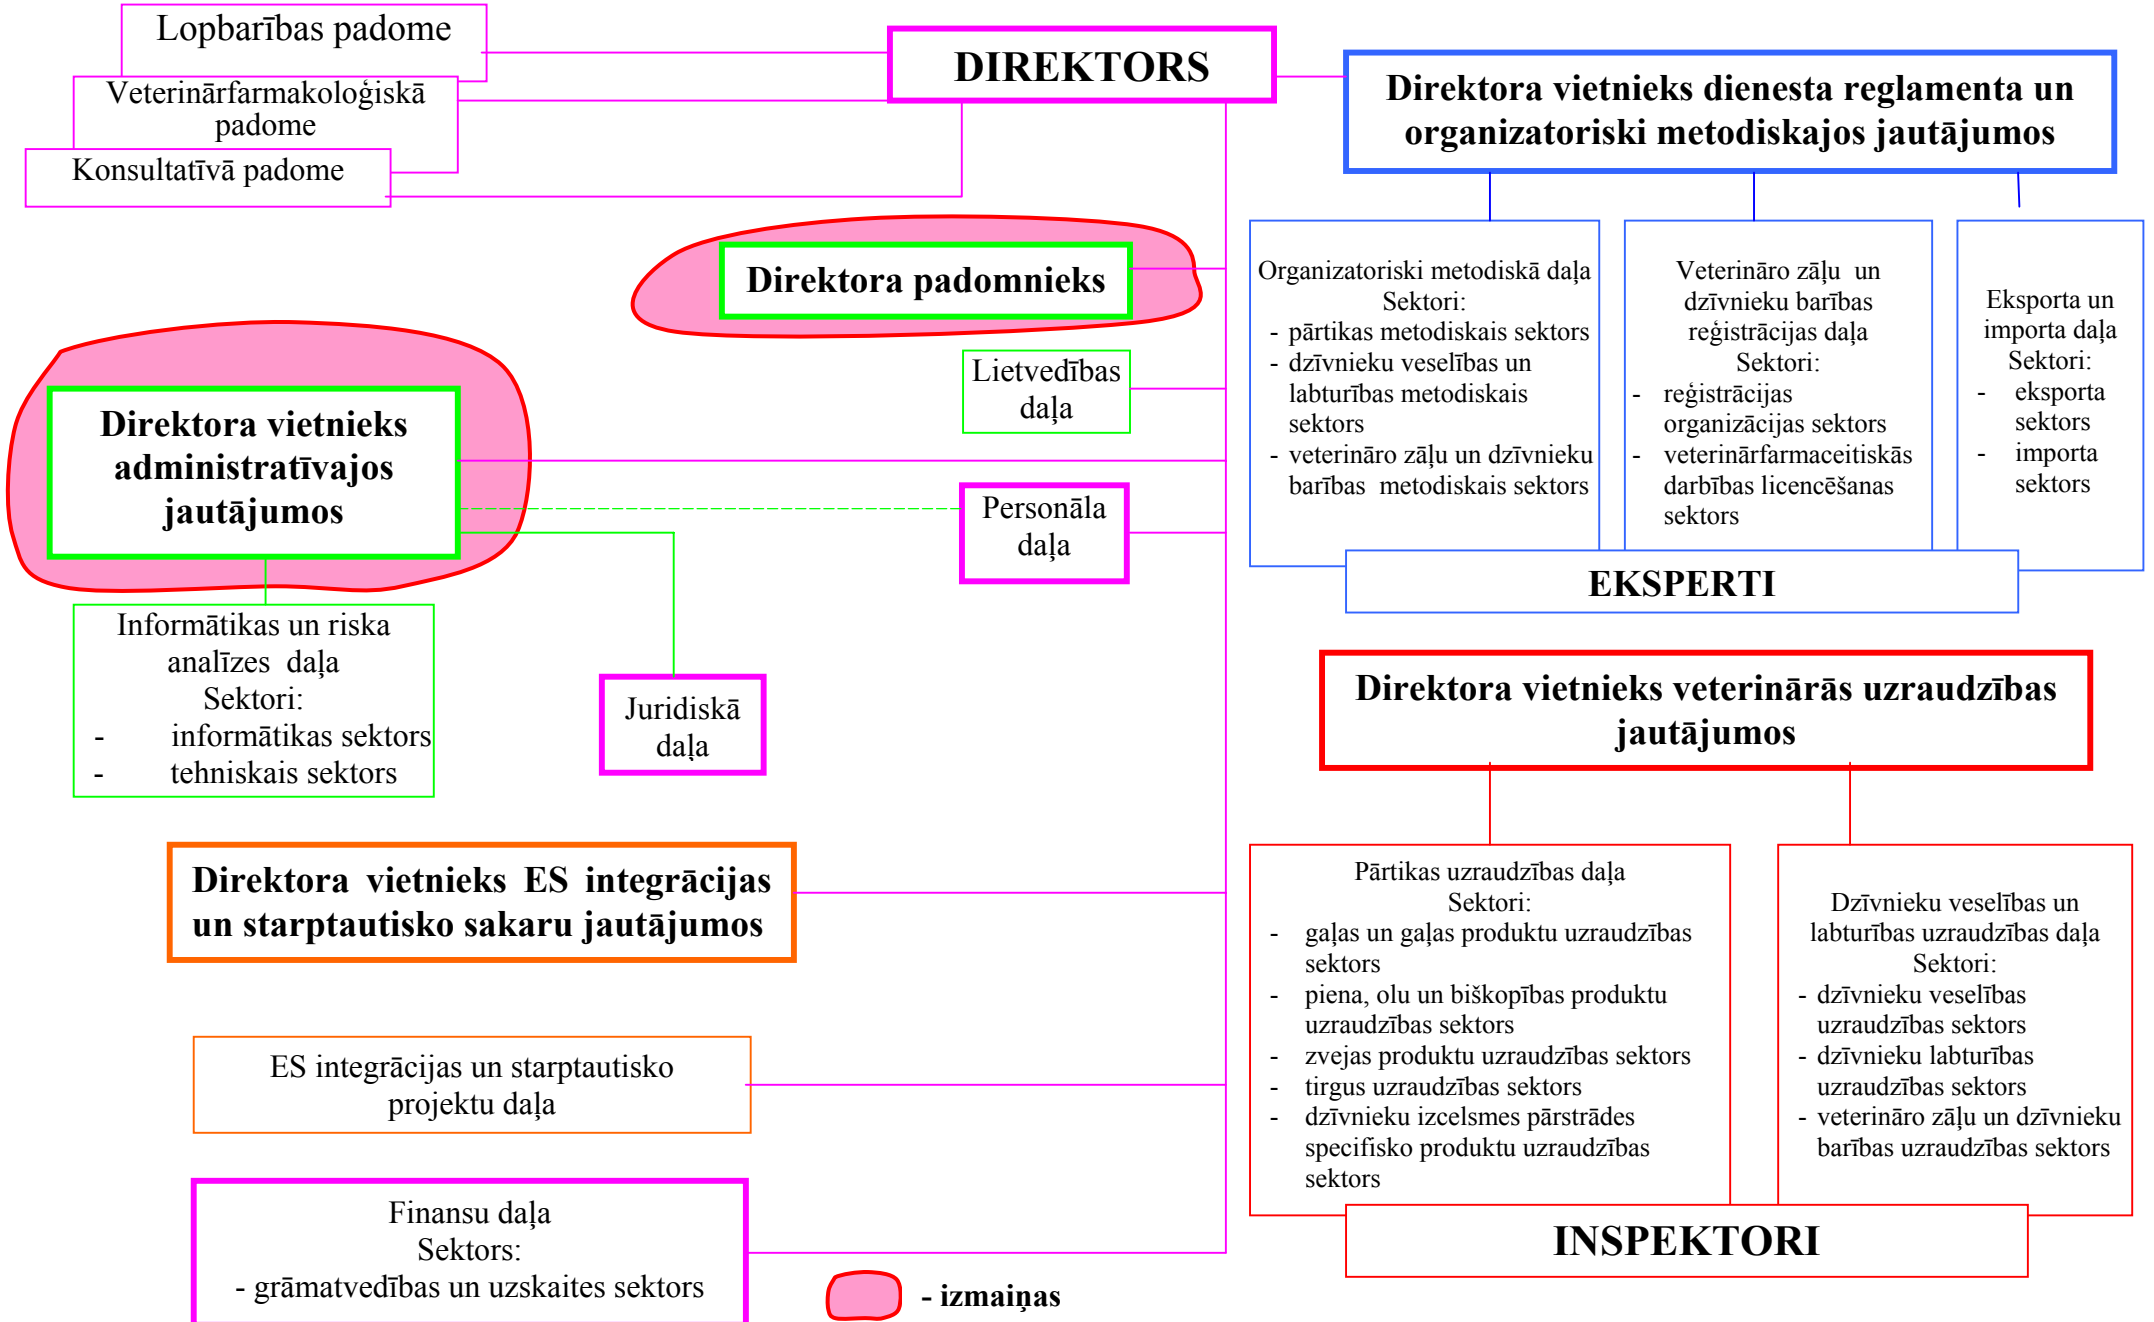 Lopbarības padome
Veterinārfarmakoloģiskā
padome
Konsultatīvā padome
DIREKTORS
Direktora vietnieks dienesta reglamenta un
organizatoriski metodiskajos jautājumos
Direktora padomnieks
Lietvedības
daļa
Direktora vietnieks
administratīvajos
jautājumos
Personāla
daļa
Informātikas un riska
analīzes daļa
Sektori:
- informātikas sektors
- tehniskais sektors
Juridiskā
daļa
Organizatoriski metodiskā daļa
Sektori:
- pārtikas metodiskais sektors
- dzīvnieku veselības un
labturības metodiskais
sektors
- veterināro zāļu un dzīvnieku
barības metodiskais sektors
Veterināro zāļu un
dzīvnieku barības
reģistrācijas daļa
Sektori:
- reģistrācijas
organizācijas sektors
- veterinārfarmaceitiskās
darbības licencēšanas
sektors
Eksporta un
importa daļa
Sektori:
- eksporta
sektors
- importa
sektors
EKSPERTI
Direktora vietnieks veterinārās uzraudzības
jautājumos
Direktora vietnieks ES integrācijas
un starptautisko sakaru jautājumos
ES integrācijas un starptautisko
projektu daļa
Finansu daļa
Sektors:
- grāmatvedības un uzskaites sektors
Pārtikas uzraudzības daļa
Sektori:
- gaļas un gaļas produktu uzraudzības
sektors
- piena, olu un biškopības produktu
uzraudzības sektors
- zvejas produktu uzraudzības sektors
- tirgus uzraudzības sektors
- dzīvnieku izcelsmes pārstrādes
specifisko produktu uzraudzības
sektors
Dzīvnieku veselības un
labturības uzraudzības daļa
Sektori:
- dzīvnieku veselības
uzraudzības sektors
- dzīvnieku labturības
uzraudzības sektors
- veterināro zāļu un dzīvnieku
barības uzraudzības sektors
INSPEKTORI
- izmaiņas